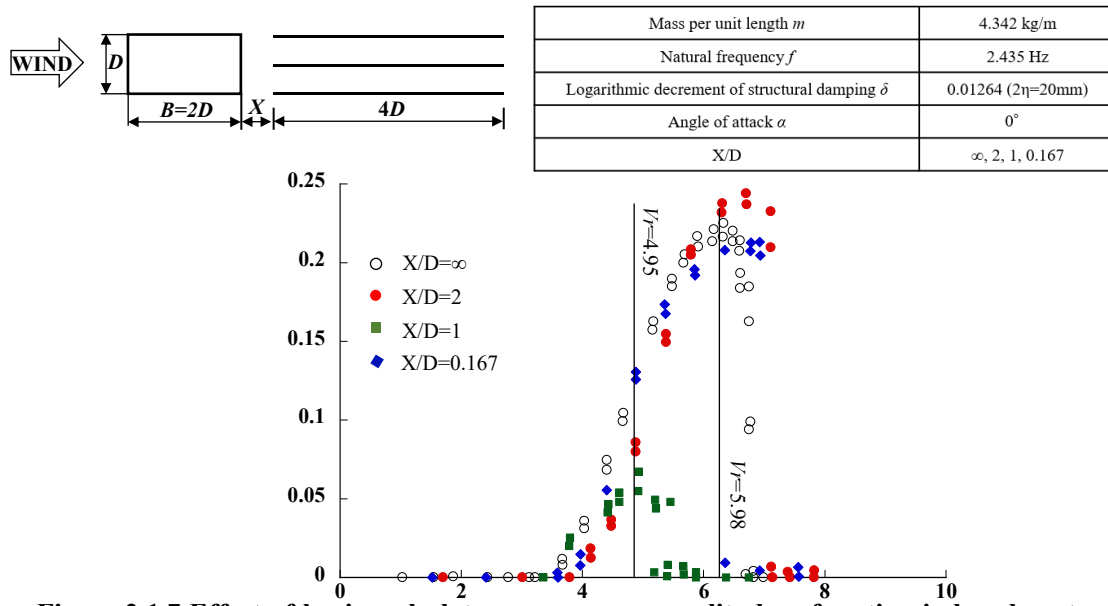 WIND
D
B=2D
X
4D
Mass per unit length m 4.342 kg/m
Natural frequency f 2.435 Hz
Logarithmic decrement of structural damping δ 0.01264 (2η=20mm)
Angle of attack α 0°
X/D ∞, 2, 1, 0.167
0.25
0.2
0.15
0.1
0.05
0
X/D=∞
X/D=2
X/D=1
X/D=0.167
Vr=4.95
Vr=5.98
0 2 4 6 8 10